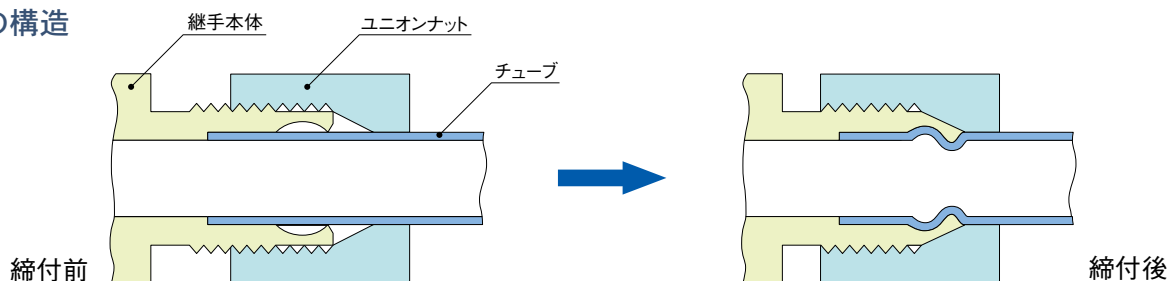 の構造
継手本体
ユニオンナット
チューブ
締付前
締付後